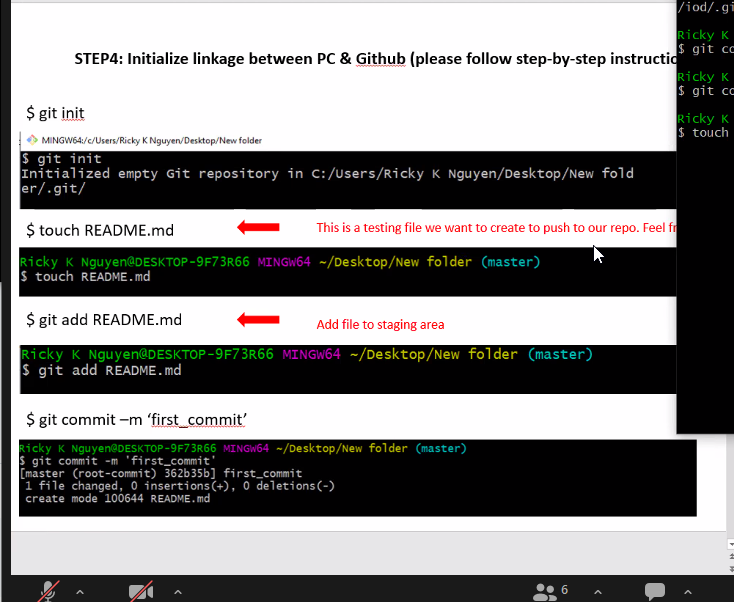 STEP4: Initialize linkage between PC & Github (please follow step-by-step instructio
$ git init
MINGW64:/c/Users/Ricky K Nguyen/Desktop/New folder
$ git init
Initialized empty Git repository in C:/Users/Ricky K Nguyen/Desktop/New fold
er/.git/
$ touch README.md
This is a testing file we want to create to push to our repo. Feel fr
Ricky K Nguyen@DESKTOP-9F73R66 MINGW64 ~/Desktop/New folder (master)
$ touch README.md
$ git add README.md
Add file to staging area
Ricky K Nguyen@DESKTOP-9F73R66 MINGW64 ~/Desktop/New folder (master)
$ git add README.md
$ git commit –m ‘first_commit’
Ricky K Nguyen@DESKTOP-9F73R66 MINGW64 ~/Desktop/New folder (master)
$ git commit -m 'first_commit'
[master (root-commit) 362b35b] first_commit
1 file changed, 0 insertions(+), 0 deletions(-)
create mode 100644 README.md
/iod/.gi
Ricky K
$ git co
Ricky K
$ git co
Ricky K
$ touch
6